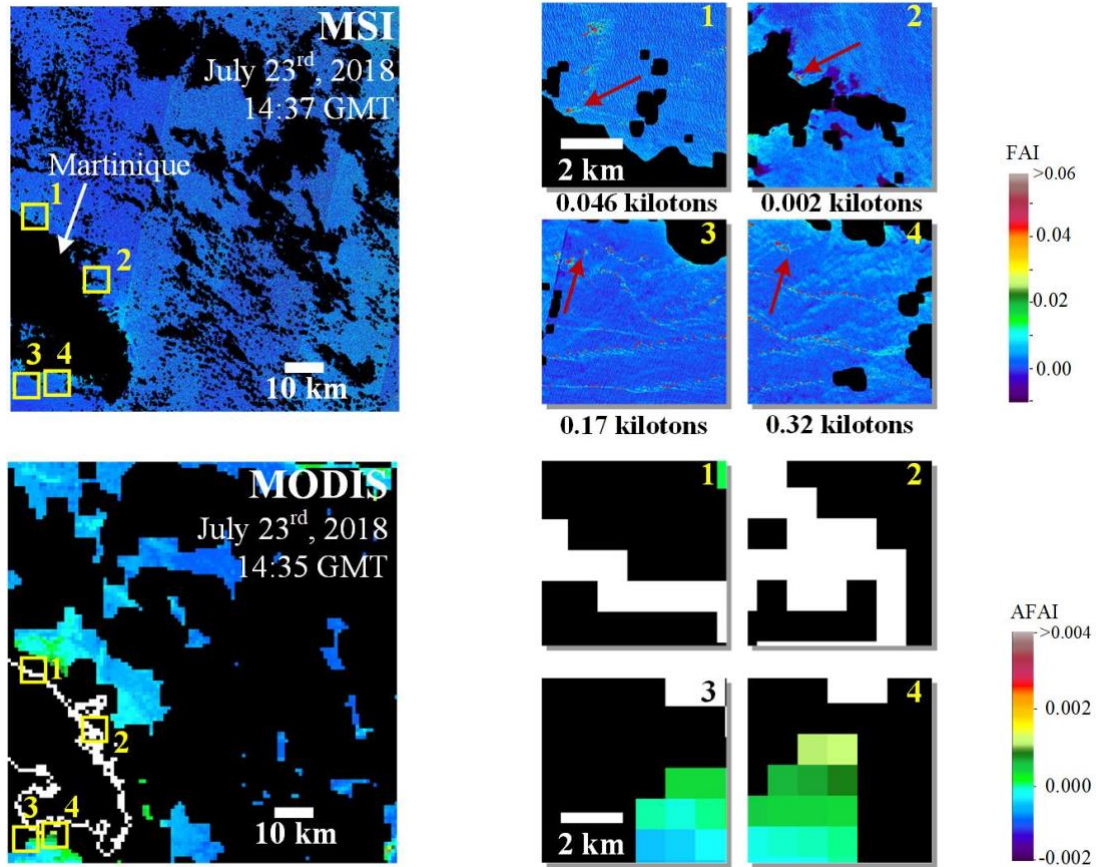 MSI
July 23rd, 2018
14:37 GMT
Martinique
1
2
3 4
10 km
1
2 km
0.046 kilotons
2
0.002 kilotons
3
0.17 kilotons
4
0.32 kilotons
FAI
>0.06
0.04
0.02
0.00
MODIS
July 23rd, 2018
14:35 GMT
1
2
3 4
10 km
1
2
3
2 km
4
AFAI
>0.004
0.002
0.000
-0.002